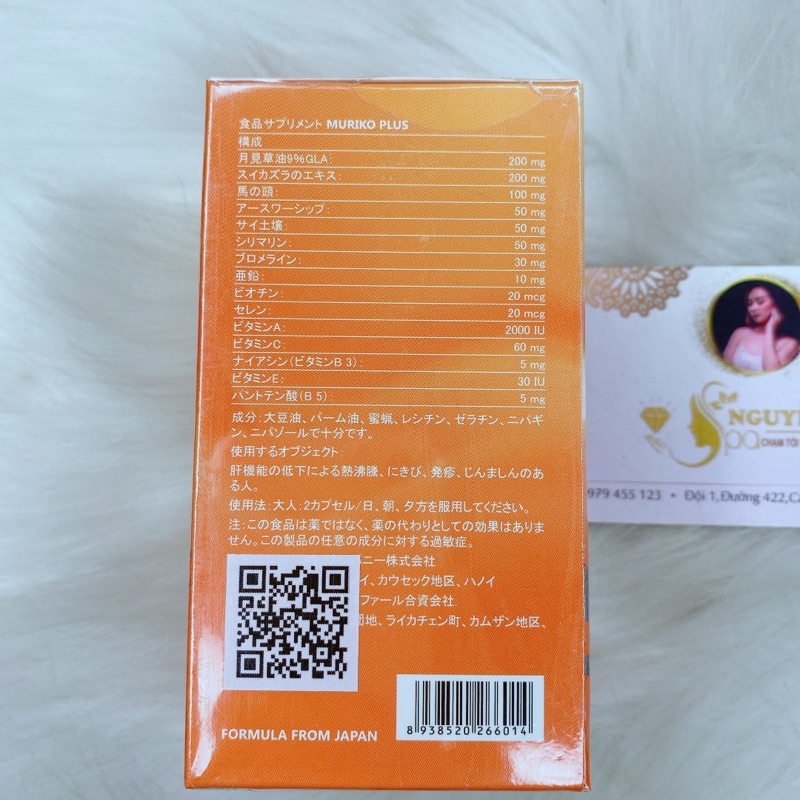 食品サプリメント MURIKO PLUS
構成
月見草油9%GLA: 200 mg
スイカズラのエキス: 200 mg
馬の頭: 100 mg
アースワーシップ: 50 mg
サイ土壌: 50 mg
シリマリン: 50 mg
ブロメライン: 30 mg
亜鉛: 10 mg
ビオチン: 20 mcg
セレン: 20 mcg
ビタミンA: 2000 IU
ビタミンC: 60 mg
ナイアシン(ビタミンB 3): 5 mg
ビタミンE: 30 IU
パントテン酸(B 5): 5 mg
成分: 大豆油、パーム油、蜜蝋、レシチン、ゼラチン、ニパギ
ン、ニパゾールで十分です。
使用するオブジェクト:
肝機能の低下による熱沸騰、にきび、発疹、じんましんのあ
る人。
使用法: 大人: 2カプセル/日、朝、夕方を服用してください。
注: この食品は薬ではなく、薬の代わりとしての効果はありま
せん。この製品の任意の成分に対する過敏症。
ニー株式会社
イ、カウセック地区、ハノイ
ファール合資会社
団地、ライカチェン町、カムザン地区、
8 938520 266014
FORMULA FROM JAPAN
NGUYE
Spa
CHẠM TỚI
979 455 123 • Đội 1,Đường 422,Cá